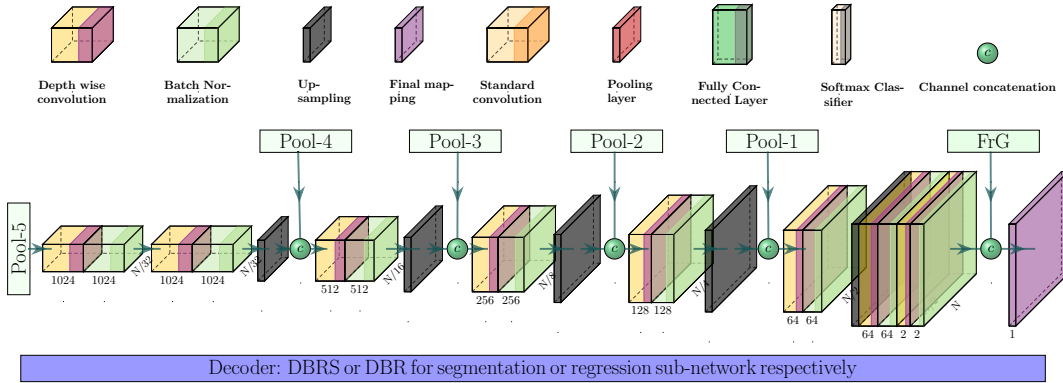 Depth wise
convolution
Batch Nor-
malization
Up-
sampling
Final map-
ping
Standard
convolution
Pooling
layer
Fully Con-
nected Layer
Softmax Clas-
sifier
c
Channel concatenation
Pool-4
Pool-3
Pool-2
Pool-1
FrG
Pool-5
1024 1024
N/32
1024 1024
N/32
c
512 512
N/16
c
256 256
N/8
c
128 128
N/4
c
64 64
N/2
64 64 2 2
N
c
1
Decoder: DBRS or DBR for segmentation or regression sub-network respectively